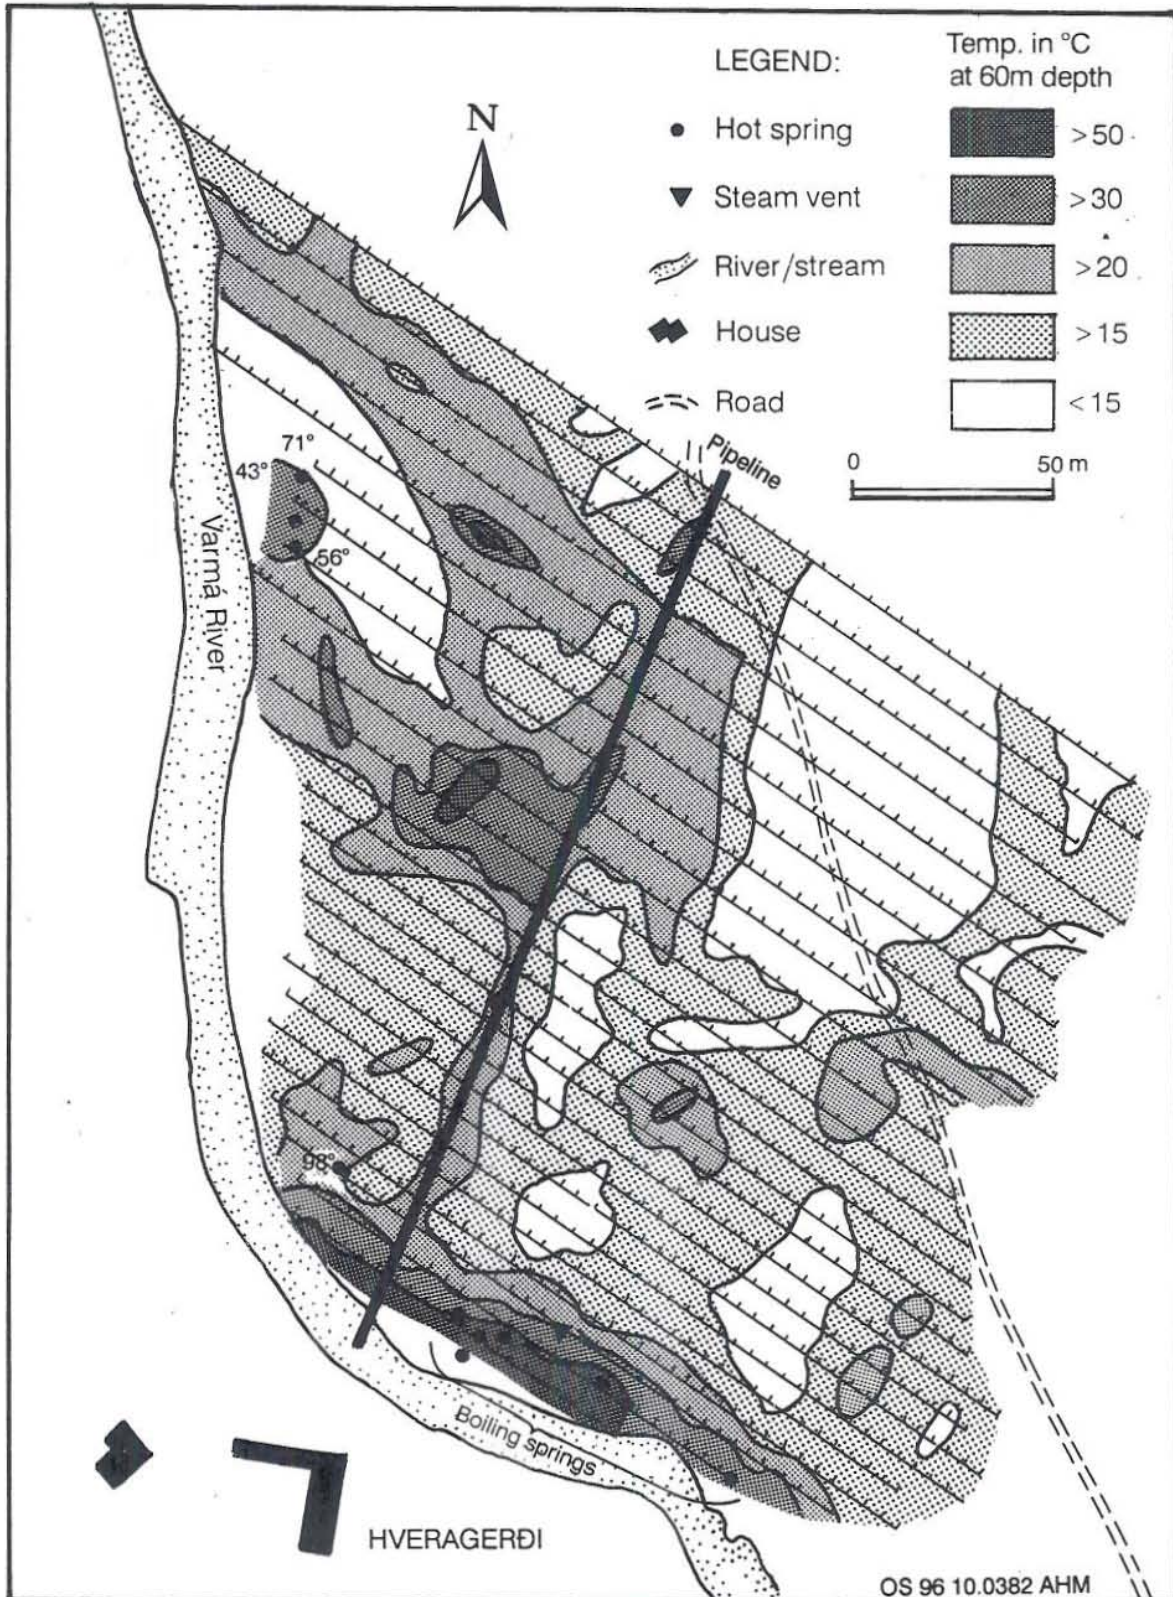 LEGEND:
Temp. in °C
at 60m depth
N
Hot spring
>50
Steam vent
>30
River/stream
>20
House
>15
Road
<15
0 50 m
Pipeline
71°
43°
56°
Varmá River
98°
Boiling springs
HVERAGERÐI
OS 96 10.0382 AHM